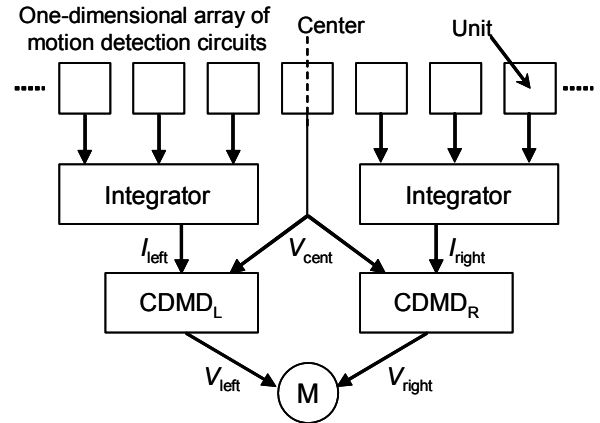 One-dimensional array of
motion detection circuits
Center
Unit
Integrator
Integrator
Ileft
Vcent
Iright
CDMDL
CDMDR
Vleft
Vright
M